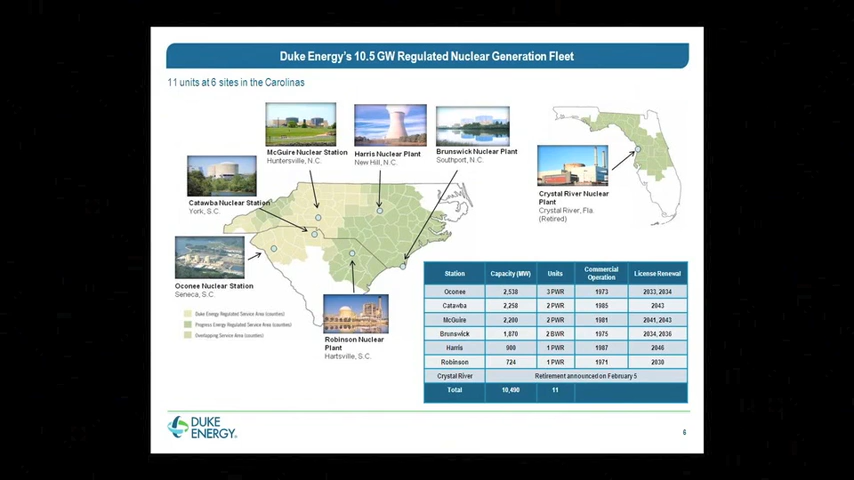 Duke Energy's 10.5 GW Regulated Nuclear Generation Fleet
11 units at 6 sites in the Carolinas
McGuire Nuclear Station
Huntersville, N.C.
Harris Nuclear Plant
New Hill, N.C.
Brunswick Nuclear Plant
Southport, N.C.
Catawba Nuclear Station
York, S.C.
Oconee Nuclear Station
Seneca, S.C.
Robinson Nuclear
Plant
Hartsville, S.C.
Crystal River Nuclear
Plant
Crystal River, Fla.
(Retired)
Duke Energy Regulated Service Area (counties)
Progress Energy Regulated Service Area (counties)
Overlapping Service Area (counties)
Station Capacity (MW) Units Commercial Operation License Renewal
Oconee 2,538 3 PWR 1973 2033, 2034
Catawba 2,258 2 PWR 1985 2043
McGuire 2,200 2 PWR 1981 2041, 2043
Brunswick 1,870 2 BWR 1975 2034, 2036
Harris 900 1 PWR 1987 2046
Robinson 724 1 PWR 1971 2030
Crystal River Retirement announced on February 5
Total 10,490 11
DUKE
ENERGY
6